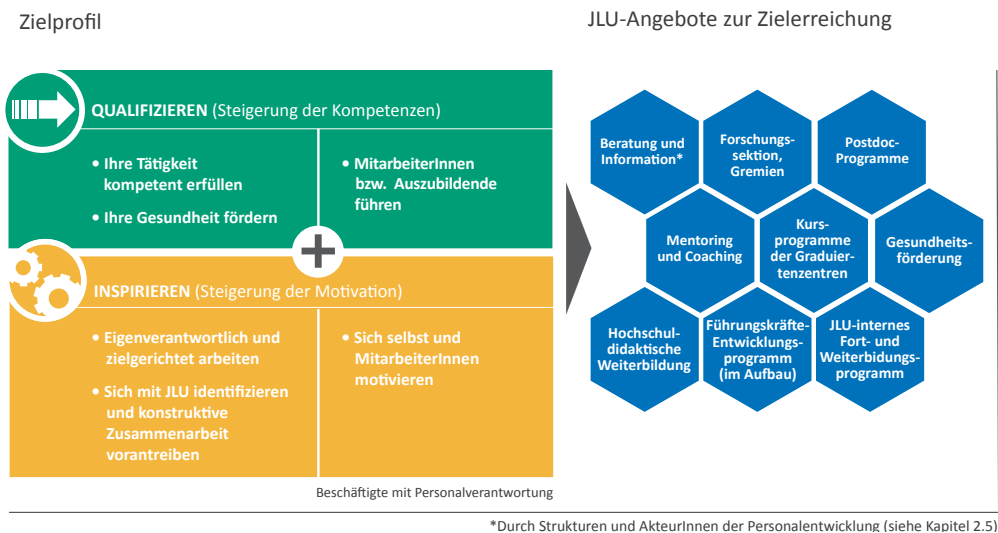 Zielprofil
JLU-Angebote zur Zielerreichung
QUALIFIZIEREN (Steigerung der Kompetenzen)
• Ihre Tätigkeit
kompetent erfüllen
• Ihre Gesundheit fördern
• MitarbeiterInnen
bzw. Auszubildende
führen
INSPIRIEREN (Steigerung der Motivation)
• Eigenverantwortlich und
zielgerichtet arbeiten
• Sich mit JLU identifizieren
und konstruktive
Zusammenarbeit
vorantreiben
• Sich selbst und
MitarbeiterInnen
motivieren
Beschäftigte mit Personalverantwortung
Beratung und
Information*
Forschungs-
sektion,
Gremien
Postdoc-
Programme
Mentoring
und Coaching
Kurs-
programme
der Graduier-
tenzentren
Gesundheits-
förderung
Hochschul-
didaktische
Weiterbildung
Führungskräfte-
Entwicklungs-
programm
(im Aufbau)
JLU-internes
Fort- und
Weiterbidungs-
programm
*Durch Strukturen und AkteurInnen der Personalentwicklung (siehe Kapitel 2.5)